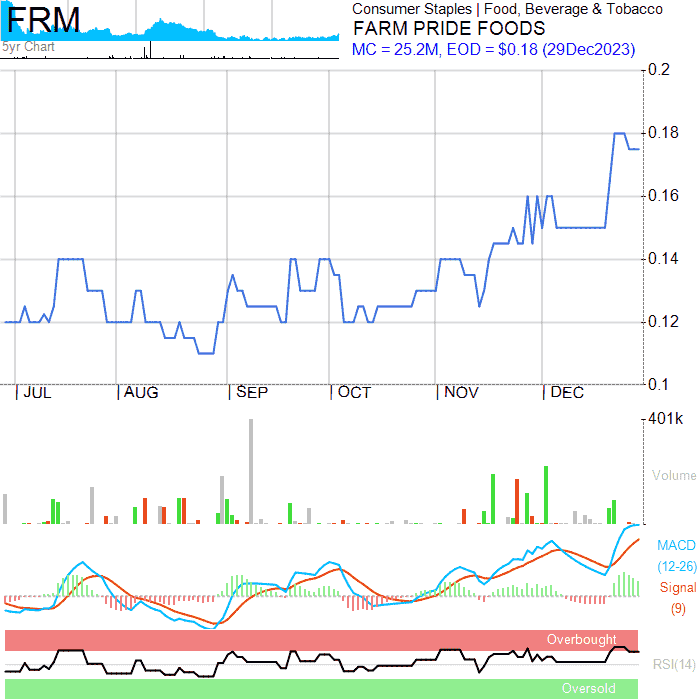 FRM
5yr Chart
Consumer Staples | Food, Beverage & Tobacco
FARM PRIDE FOODS
MC = 25.2M, EOD = $0.18 (29Dec2023)
0.2
0.18
0.16
0.14
0.12
0.1
JUL AUG SEP OCT NOV DEC
401k
Volume
MACD
(12-26)
Signal
(9)
Overbought
RSI(14)
Oversold